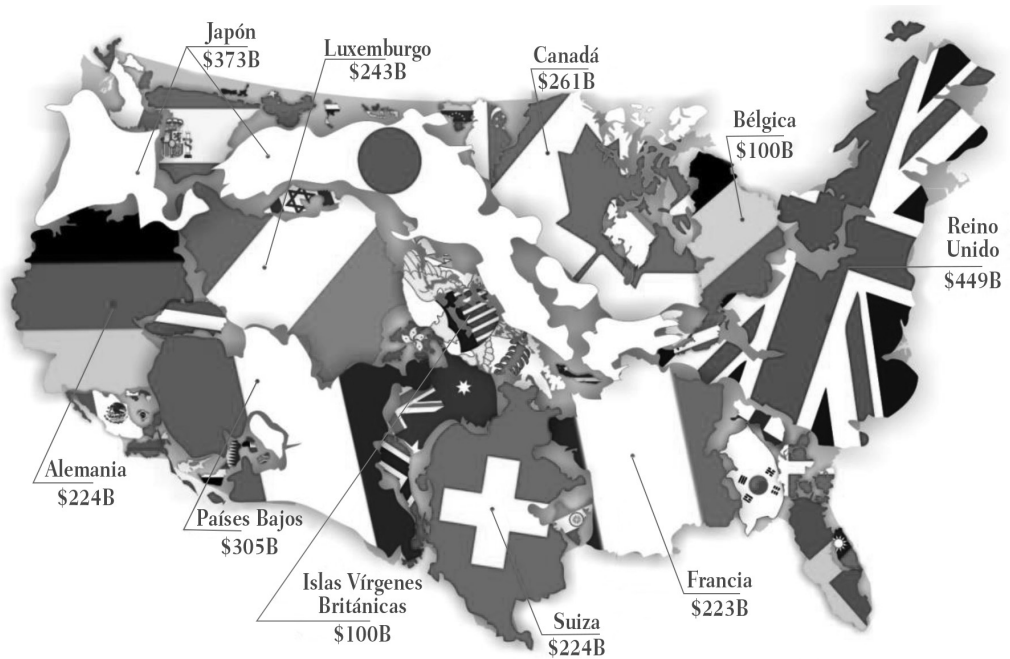 Japón
$373B
Luxemburgo
$243B
Canadá
$261B
Bélgica
$100B
Reino
Unido
$449B
Alemania
$224B
Países Bajos
$305B
Islas Vírgenes
Británicas
$100B
Suiza
$224B
Francia
$223B